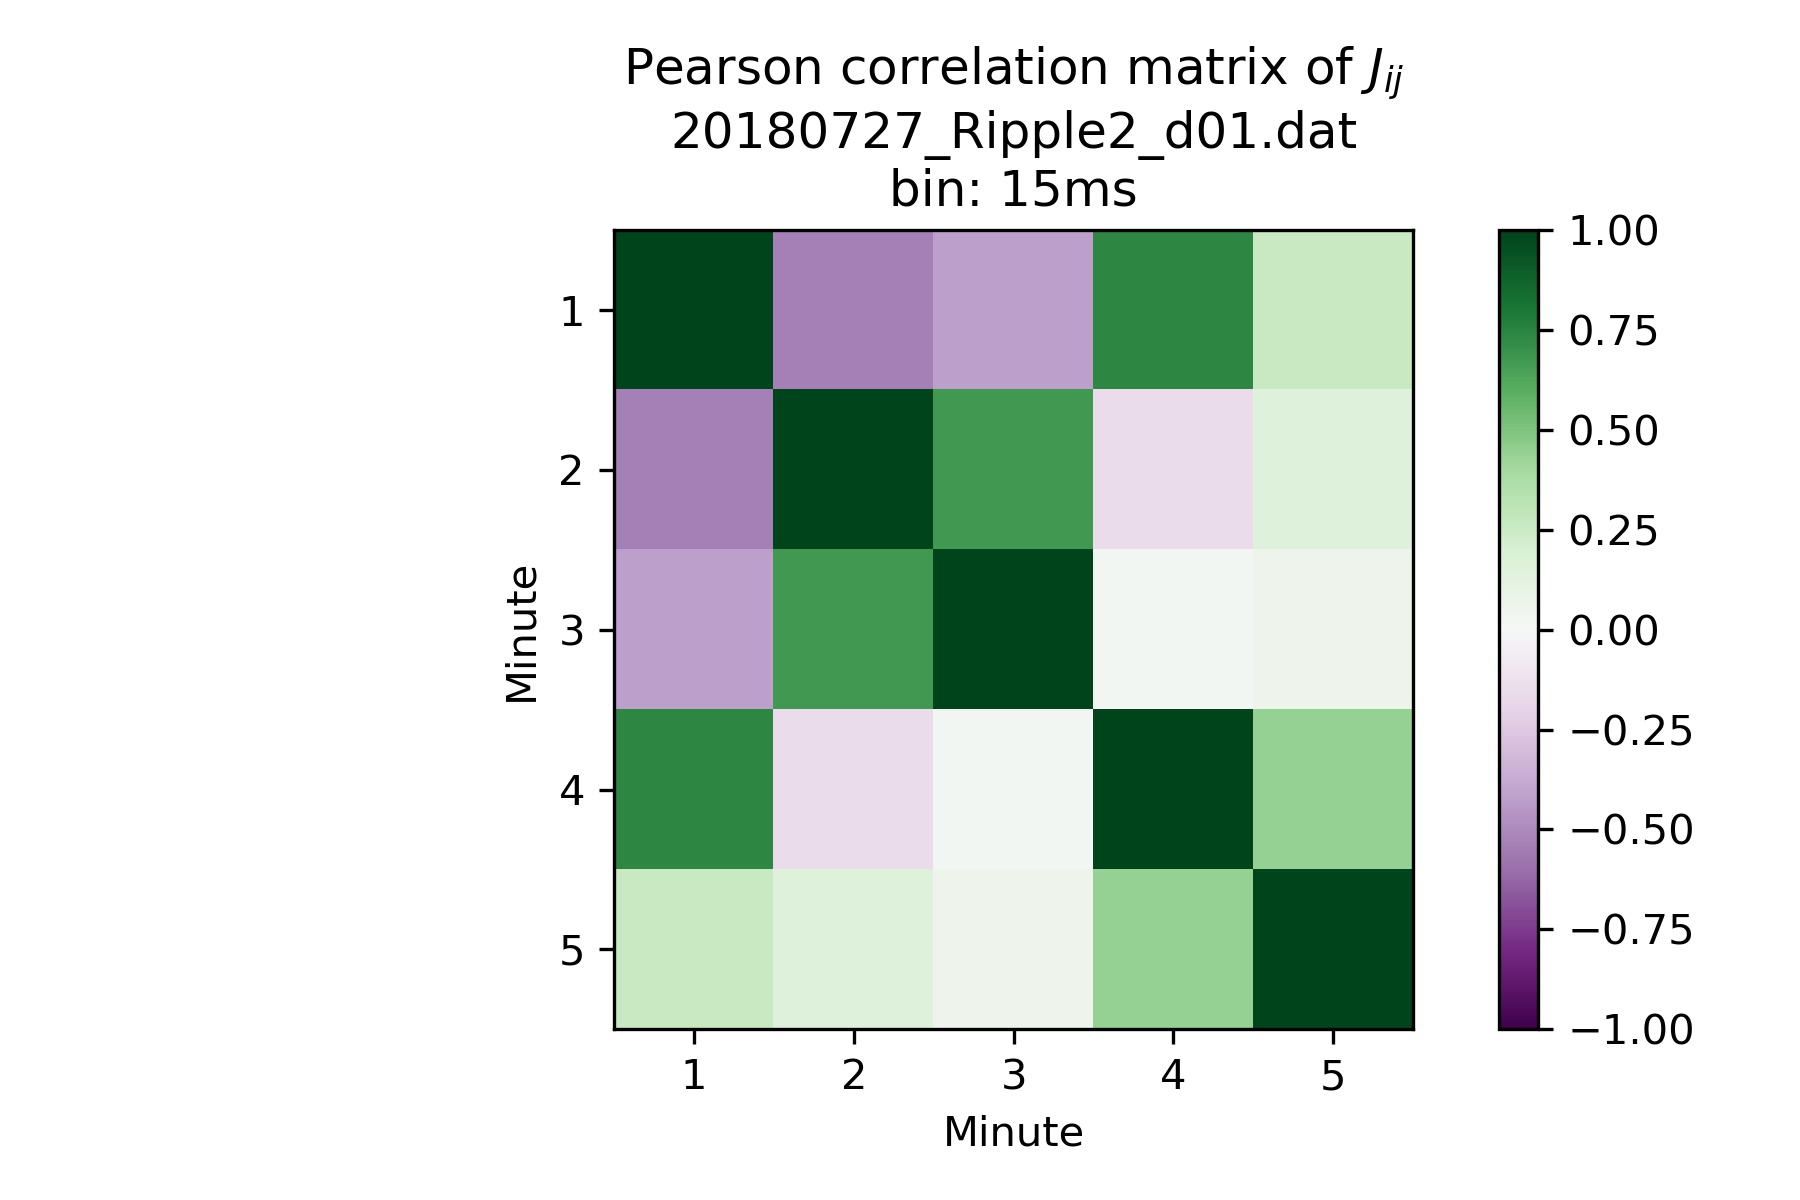 Pearson correlation matrix of J_{ij}
20180727_Ripple2_d01.dat
bin: 15ms
Minute
1
2
3
4
5
1 2 3 4 5
Minute
1.00
0.75
0.50
0.25
0.00
−0.25
−0.50
−0.75
−1.00